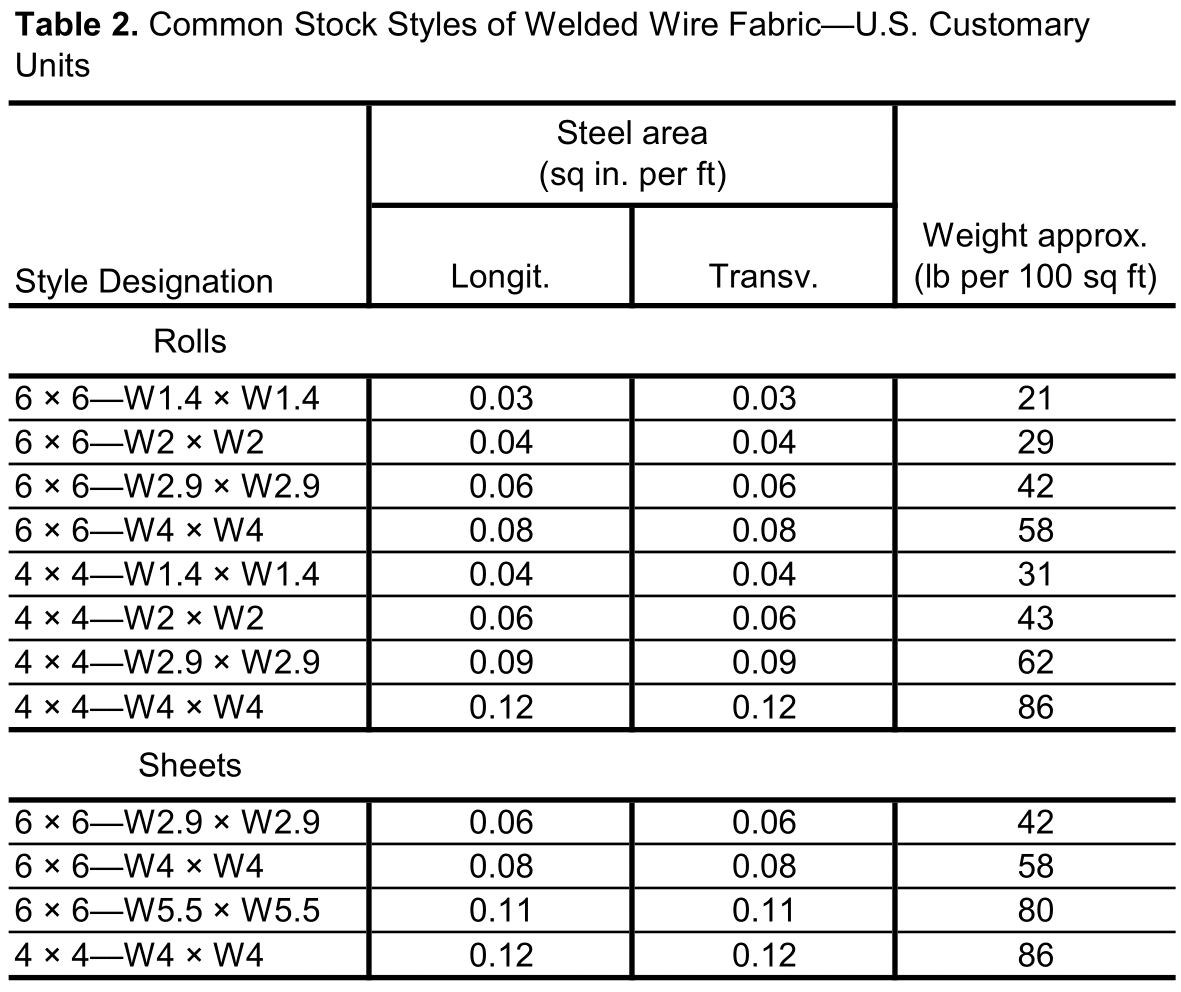 Table 2. Common Stock Styles of Welded Wire Fabric—U.S. Customary
Units
Steel area
(sq in. per ft)
Weight approx.
(lb per 100 sq ft)
Style Designation Longit. Transv.
Rolls
6 × 6—W1.4 × W1.4 0.03 0.03 21
6 × 6—W2 × W2 0.04 0.04 29
6 × 6—W2.9 × W2.9 0.06 0.06 42
6 × 6—W4 × W4 0.08 0.08 58
4 × 4—W1.4 × W1.4 0.04 0.04 31
4 × 4—W2 × W2 0.06 0.06 43
4 × 4—W2.9 × W2.9 0.09 0.09 62
4 × 4—W4 × W4 0.12 0.12 86
Sheets
6 × 6—W2.9 × W2.9 0.06 0.06 42
6 × 6—W4 × W4 0.08 0.08 58
6 × 6—W5.5 × W5.5 0.11 0.11 80
4 × 4—W4 × W4 0.12 0.12 86